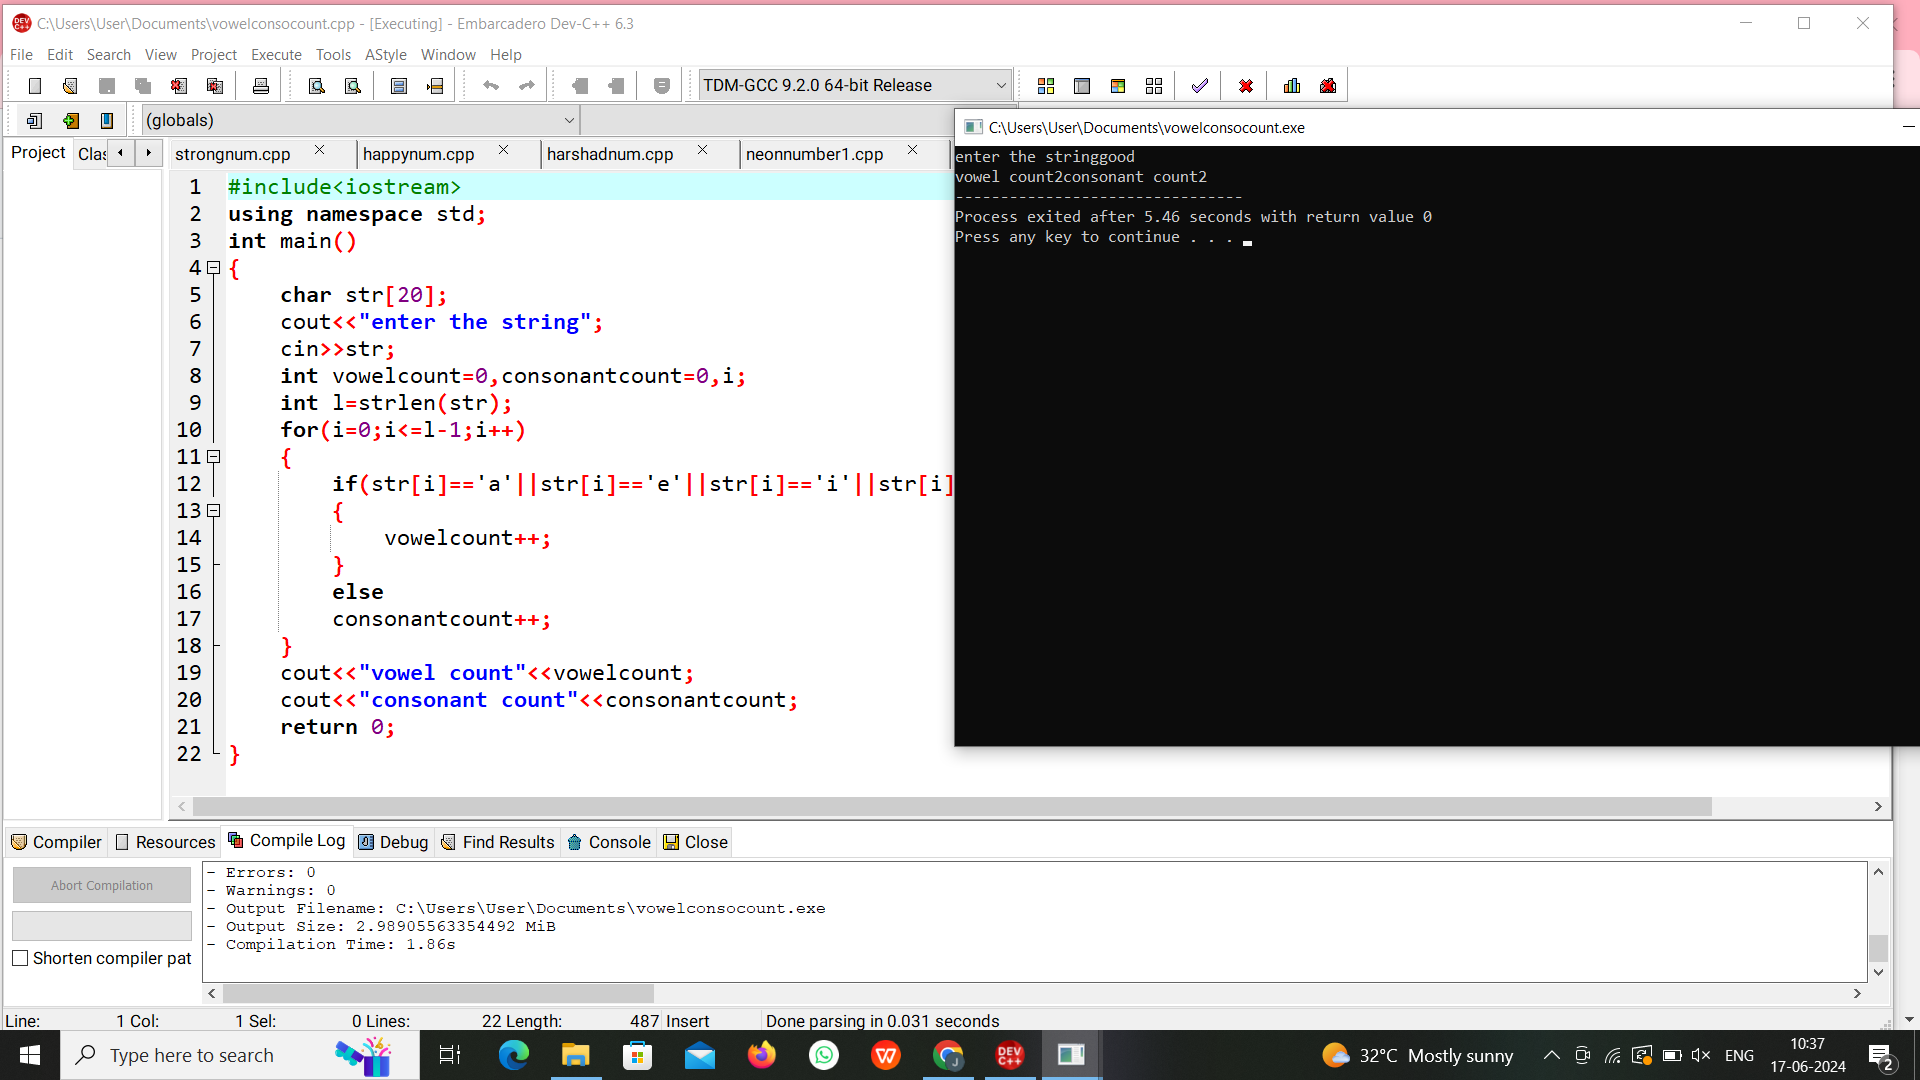 C:\Users\User\Documents\vowelconsocount.cpp - [Executing] - Embarcadero Dev-C++ 6.3
File Edit Search View Project Execute Tools AStyle Window Help
TDM-GCC 9.2.0 64-bit Release
(globals)
Project Clas
strongnum.cpp happynum.cpp harshadnum.cpp neonnumber1.cpp
1 #include<iostream>
2 using namespace std;
3 int main()
4 {
5 char str[20];
6 cout<<"enter the string";
7 cin>>str;
8 int vowelcount=0,consonantcount=0,i;
9 int l=strlen(str);
10 for(i=0;i<=l-1;i++)
11 {
12 if(str[i]=='a'||str[i]=='e'||str[i]=='i'||str[i]
13 {
14 vowelcount++;
15 }
16 else
17 consonantcount++;
18 }
19 cout<<"vowel count"<<vowelcount;
20 cout<<"consonant count"<<consonantcount;
21 return 0;
22 }
C:\Users\User\Documents\vowelconsocount.exe
enter the stringgood
vowel count2consonant count2
--------------------------------
Process exited after 5.46 seconds with return value 0
Press any key to continue . . .
Compiler Resources Compile Log Debug Find Results Console Close
Abort Compilation
Shorten compiler pat
- Errors: 0
- Warnings: 0
- Output Filename: C:\Users\User\Documents\vowelconsocount.exe
- Output Size: 2.98905563354492 MiB
- Compilation Time: 1.86s
Line: 1 Col: 1 Sel: 0 Lines: 22 Length: 487 Insert Done parsing in 0.031 seconds
Type here to search
DEV C++
32°C Mostly sunny
ENG
10:37
17-06-2024
2